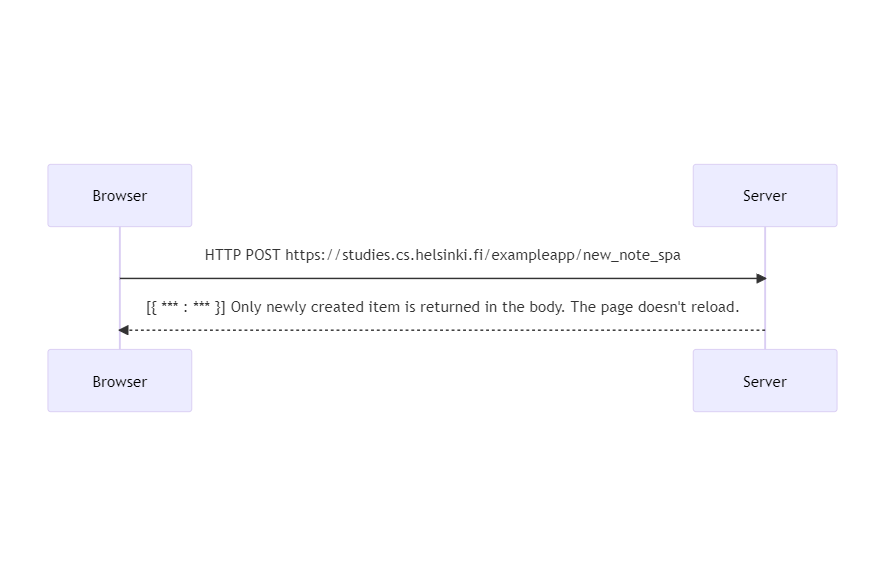 Browser
Server
HTTP POST https://studies.cs.helsinki.fi/exampleapp/new_note_spa
[{ *** : *** }] Only newly created item is returned in the body. The page doesn't reload.
Browser
Server